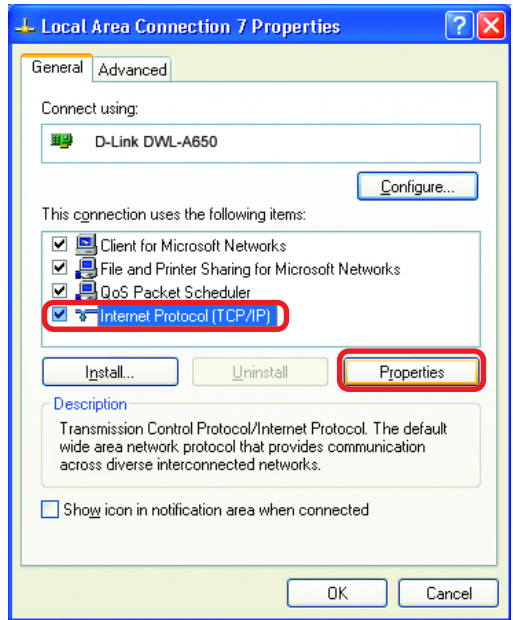 Local Area Connection 7 Properties
General
Advanced
Connect using:
D-Link DWL-A650
Configure...
This connection uses the following items:
Client for Microsoft Networks
File and Printer Sharing for Microsoft Networks
QoS Packet Scheduler
Internet Protocol (TCP/IP)
Install...
Uninstall
Properties
Description
Transmission Control Protocol/Internet Protocol. The default
wide area network protocol that provides communication
across diverse interconnected networks.
Show icon in notification area when connected
OK
Cancel